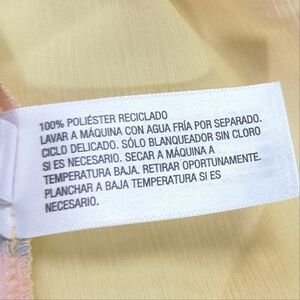 100% POLIÉSTER RECICLADO
LAVAR A MÁQUINA CON AGUA FRÍA POR SEPARADO.
CICLO DELICADO. SÓLO BLANQUEADOR SIN CLORO
SI ES NECESARIO. SECAR A MÁQUINA A
TEMPERATURA BAJA. RETIRAR OPORTUNAMENTE.
PLANCHAR A BAJA TEMPERATURA SI ES
NECESARIO.